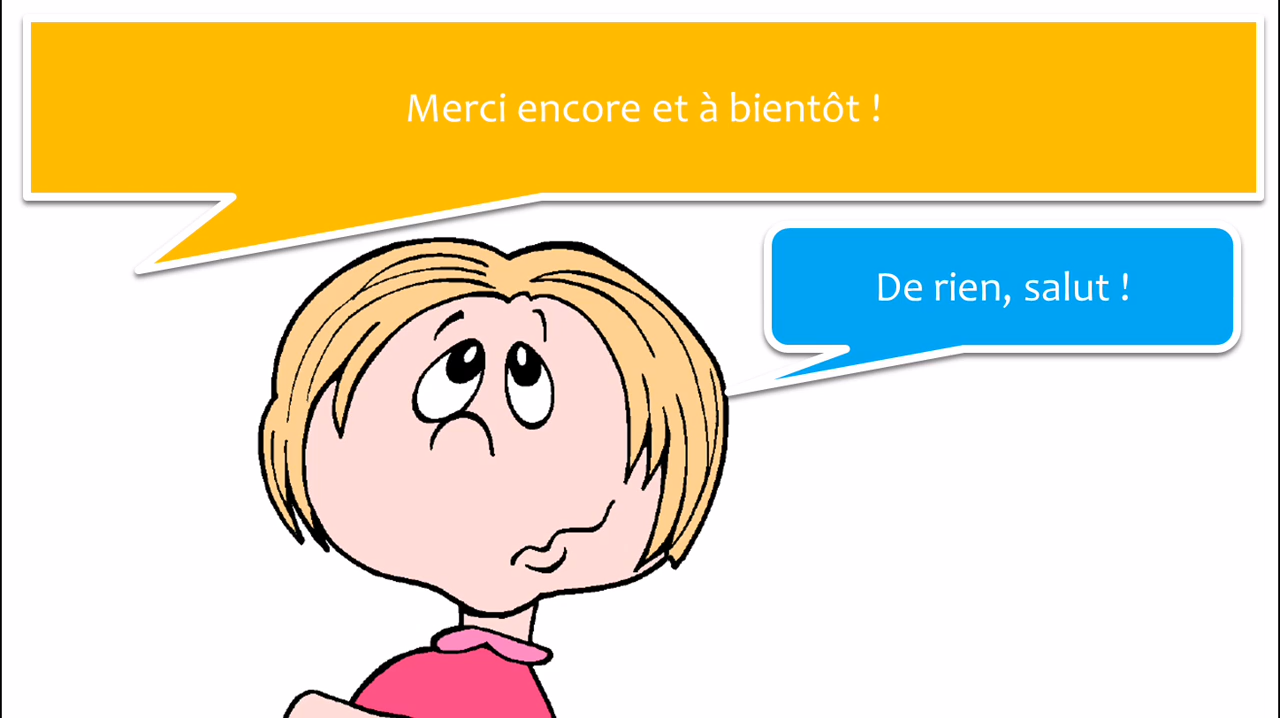 Merci encore et à bientôt !
De rien, salut !